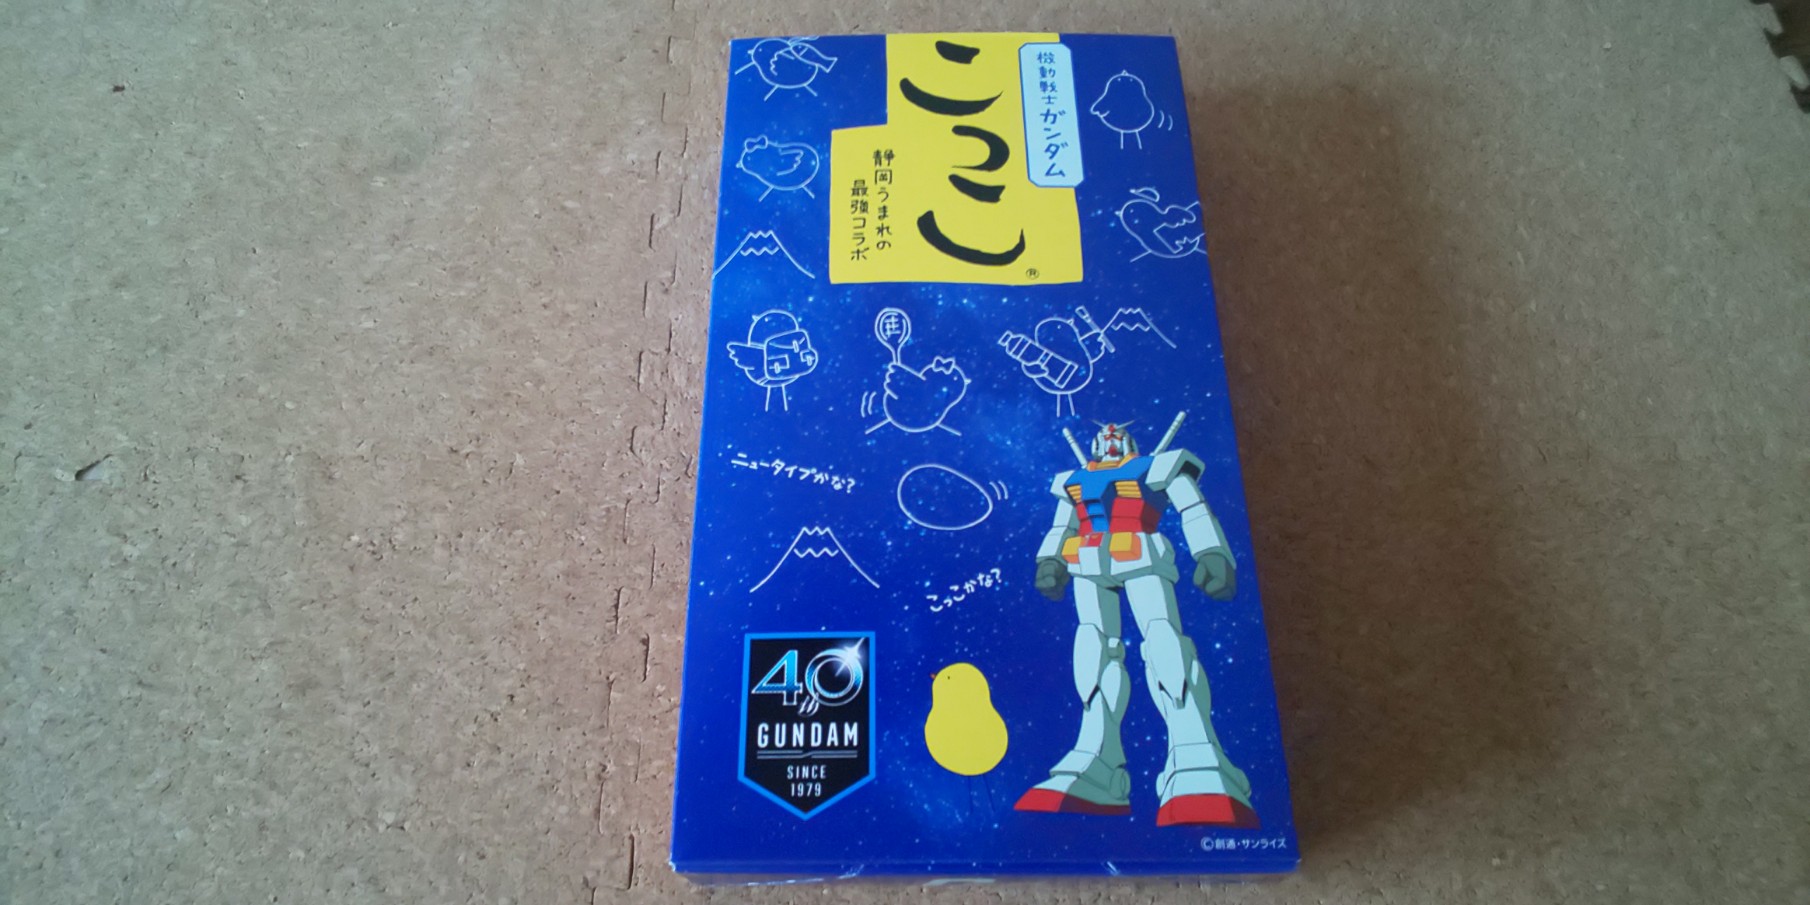 機動戦士ガンダム
こっこ
®
静岡うまれの
最強コラボ
ニュータイプかな?
こっこかな?
40th
GUNDAM
SINCE
1979
©創通・サンライズ